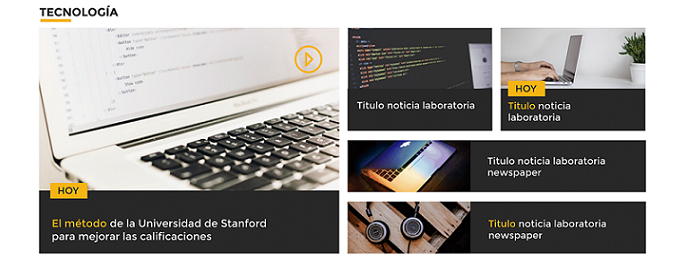 TECNOLOGÍA
HOY
El método de la Universidad de Stanford
para mejorar las calificaciones
Titulo noticia laboratoria
HOY
Titulo noticia
laboratoria
Titulo noticia laboratoria
newspaper
Titulo noticia laboratoria
newspaper